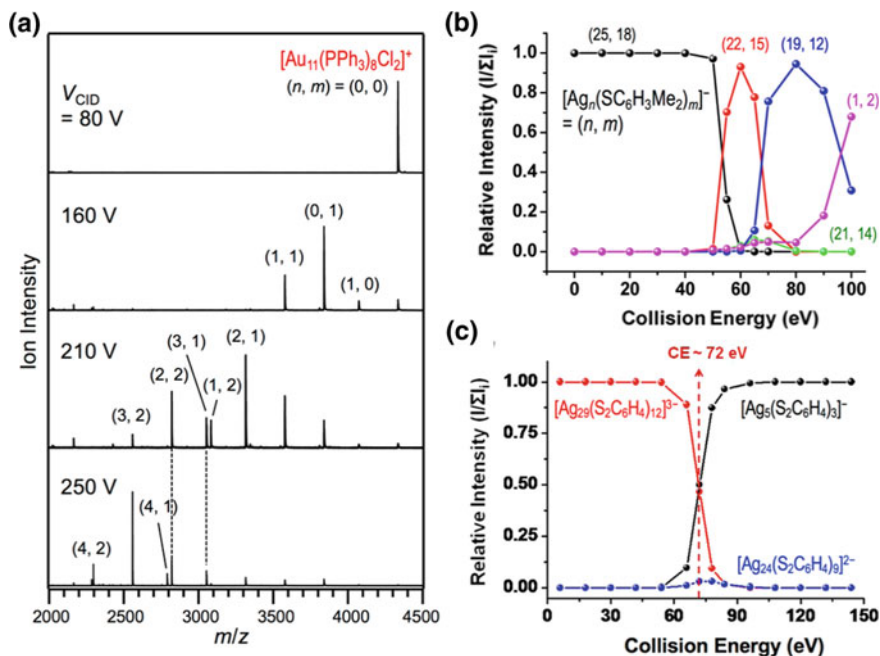 (a)
[Au₁₁(PPh₃)₈Cl₂]⁺
(n, m) = (0, 0)
V_CID
= 80 V
160 V
(0, 1)
(1, 1)
(1, 0)
210 V
(3, 1)
(2, 1)
(2, 2)
(1, 2)
(3, 2)
250 V
(4, 1)
(4, 2)
Ion Intensity
2000 2500 3000 3500 4000 4500
m/z
(b)
(25, 18)
(22, 15)
(19, 12)
(1, 2)
[Agₙ(SC₆H₃Me₂)ₘ]⁻
= (n, m)
(21, 14)
Relative Intensity (I/ΣIᵢ)
1.0
0.8
0.6
0.4
0.2
0.0
0 20 40 60 80 100
Collision Energy (eV)
(c)
CE ~ 72 eV
[Ag₂₉(S₂C₆H₄)₁₂]³⁻
[Ag₅(S₂C₆H₄)₃]⁻
[Ag₂₄(S₂C₆H₄)₉]²⁻
Relative Intensity (I/ΣIᵢ)
1.00
0.75
0.50
0.25
0.00
0 30 60 90 120 150
Collision Energy (eV)